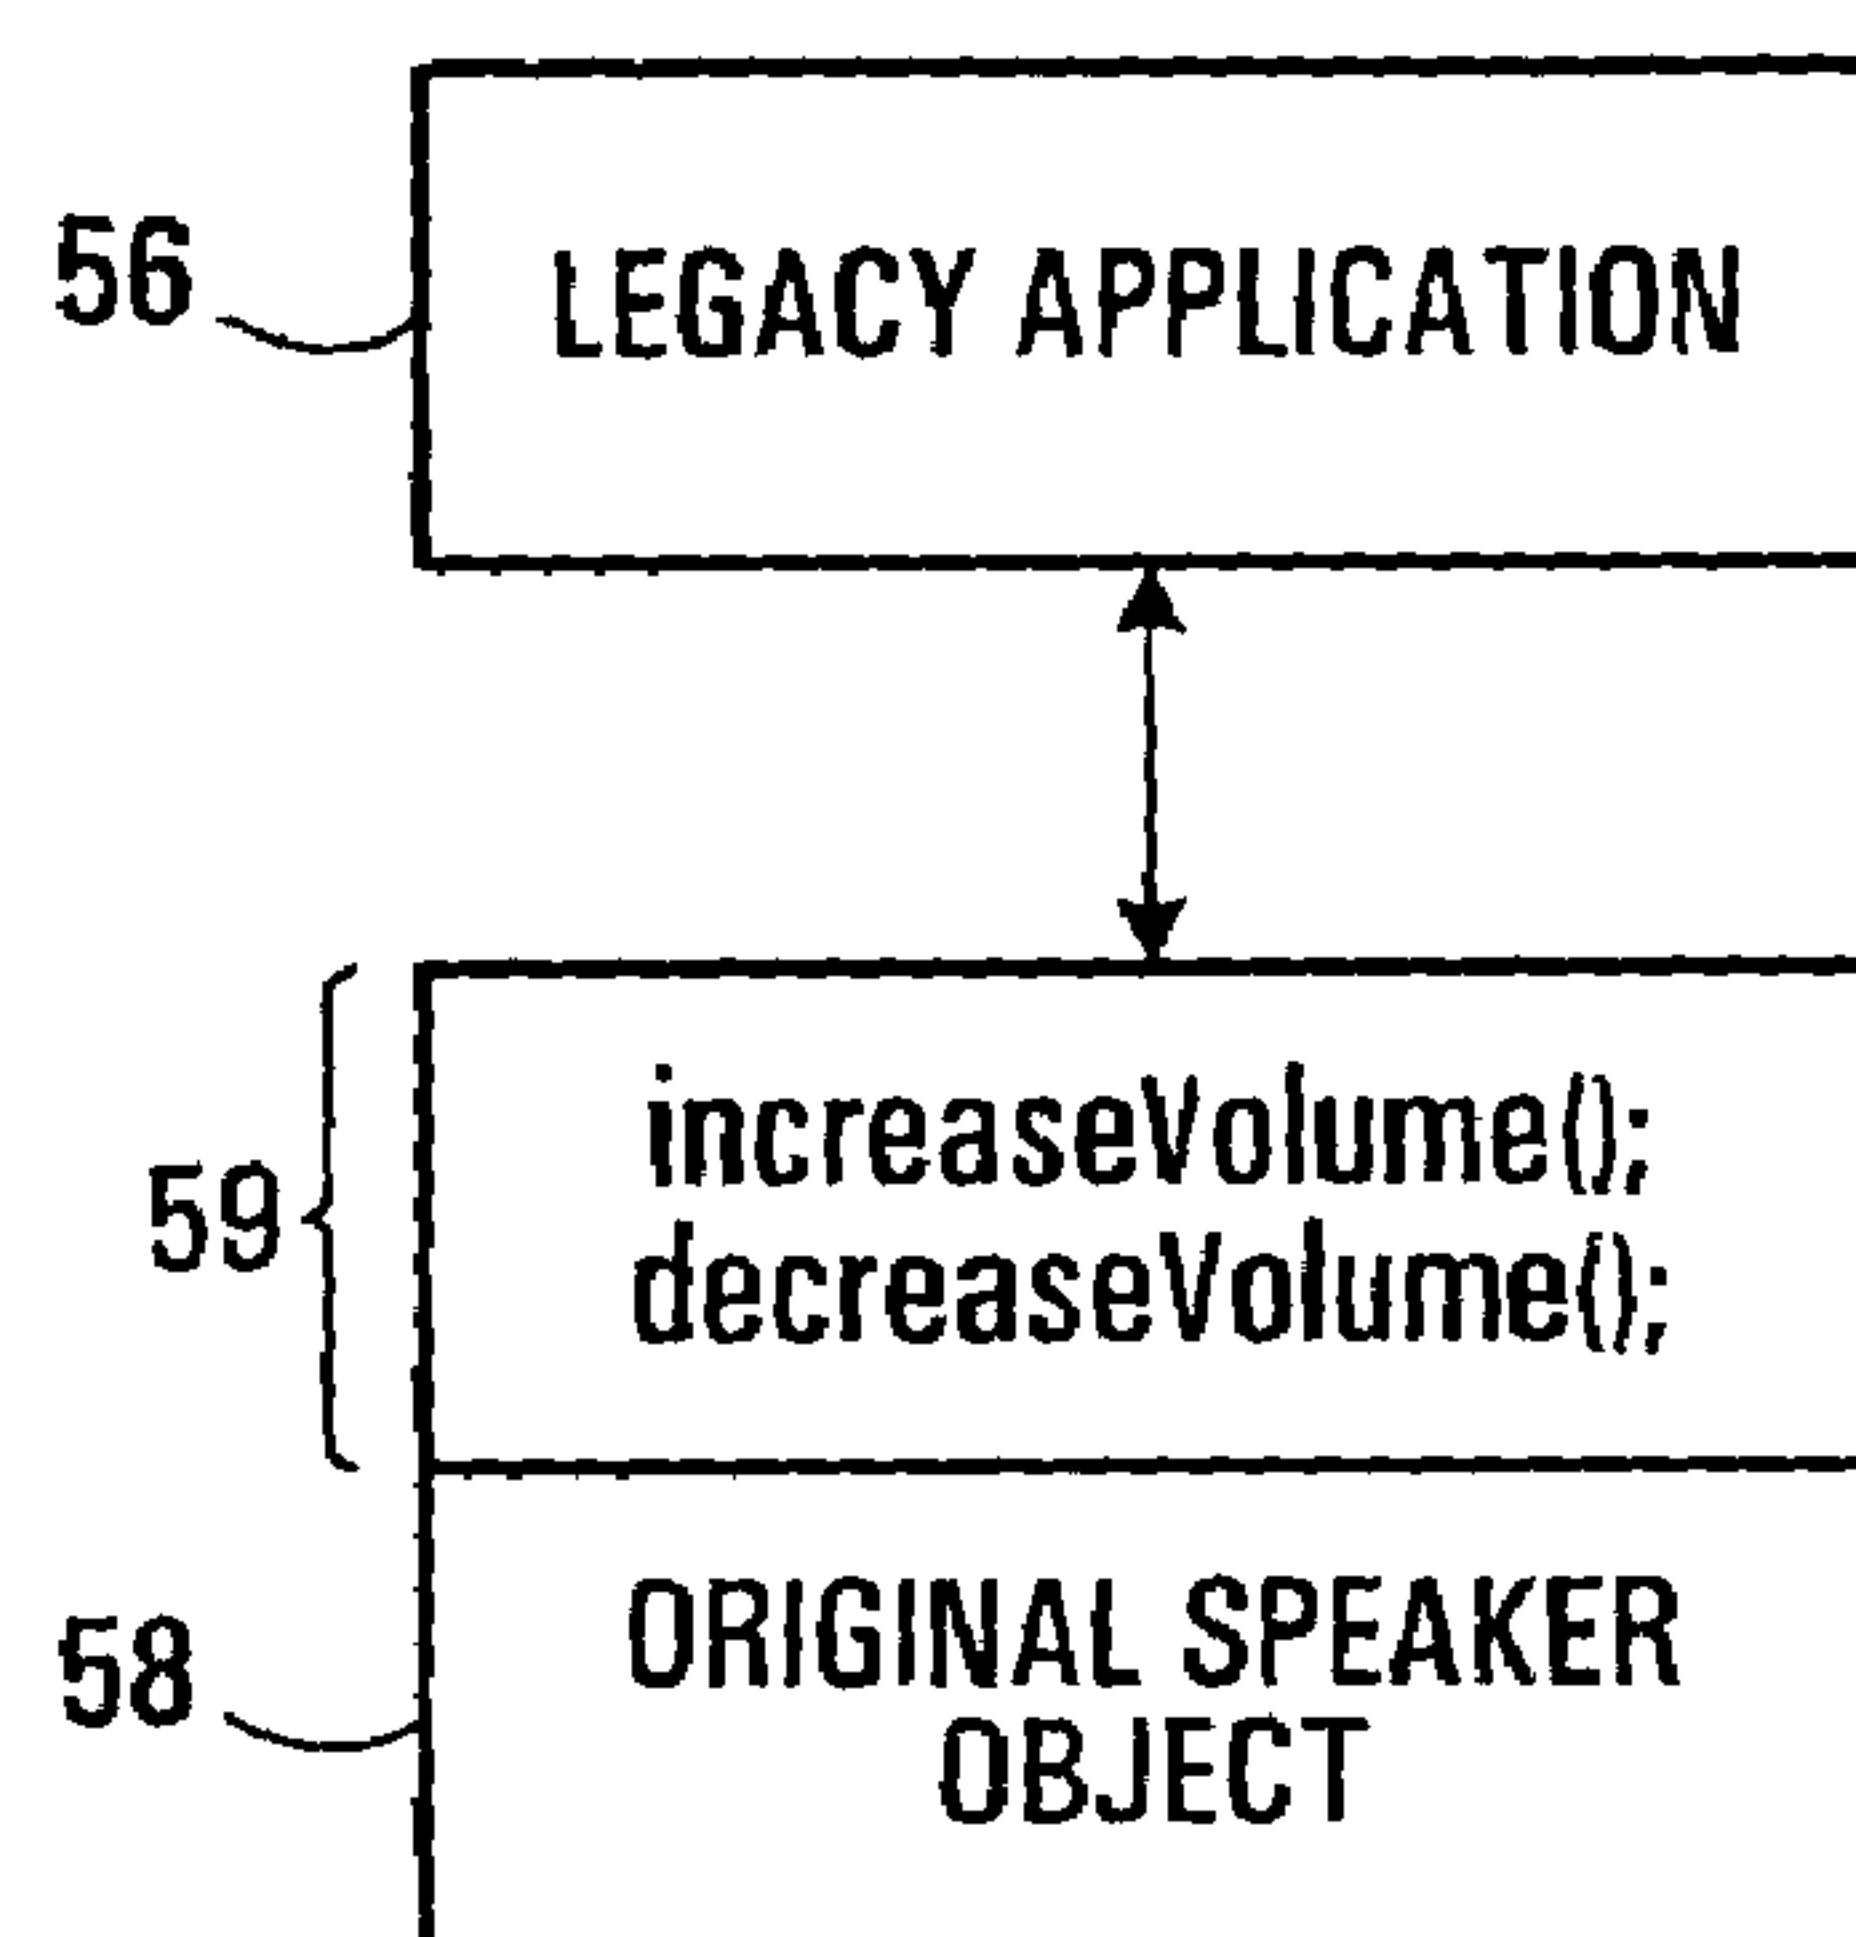 56
LEGACY APPLICATION
59
increaseVolume();
decreaseVolume();
58
ORIGINAL SPEAKER
OBJECT